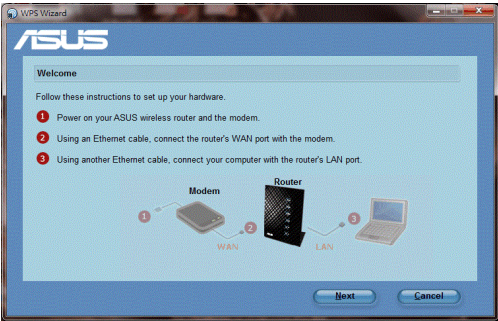 WPS Wizard
ASUS
Welcome
Follow these instructions to set up your hardware.
1 Power on your ASUS wireless router and the modem.
2 Using an Ethernet cable, connect the router's WAN port with the modem.
3 Using another Ethernet cable, connect your computer with the router's LAN port.
Modem
Router
1
2
3
WAN
LAN
Next
Cancel